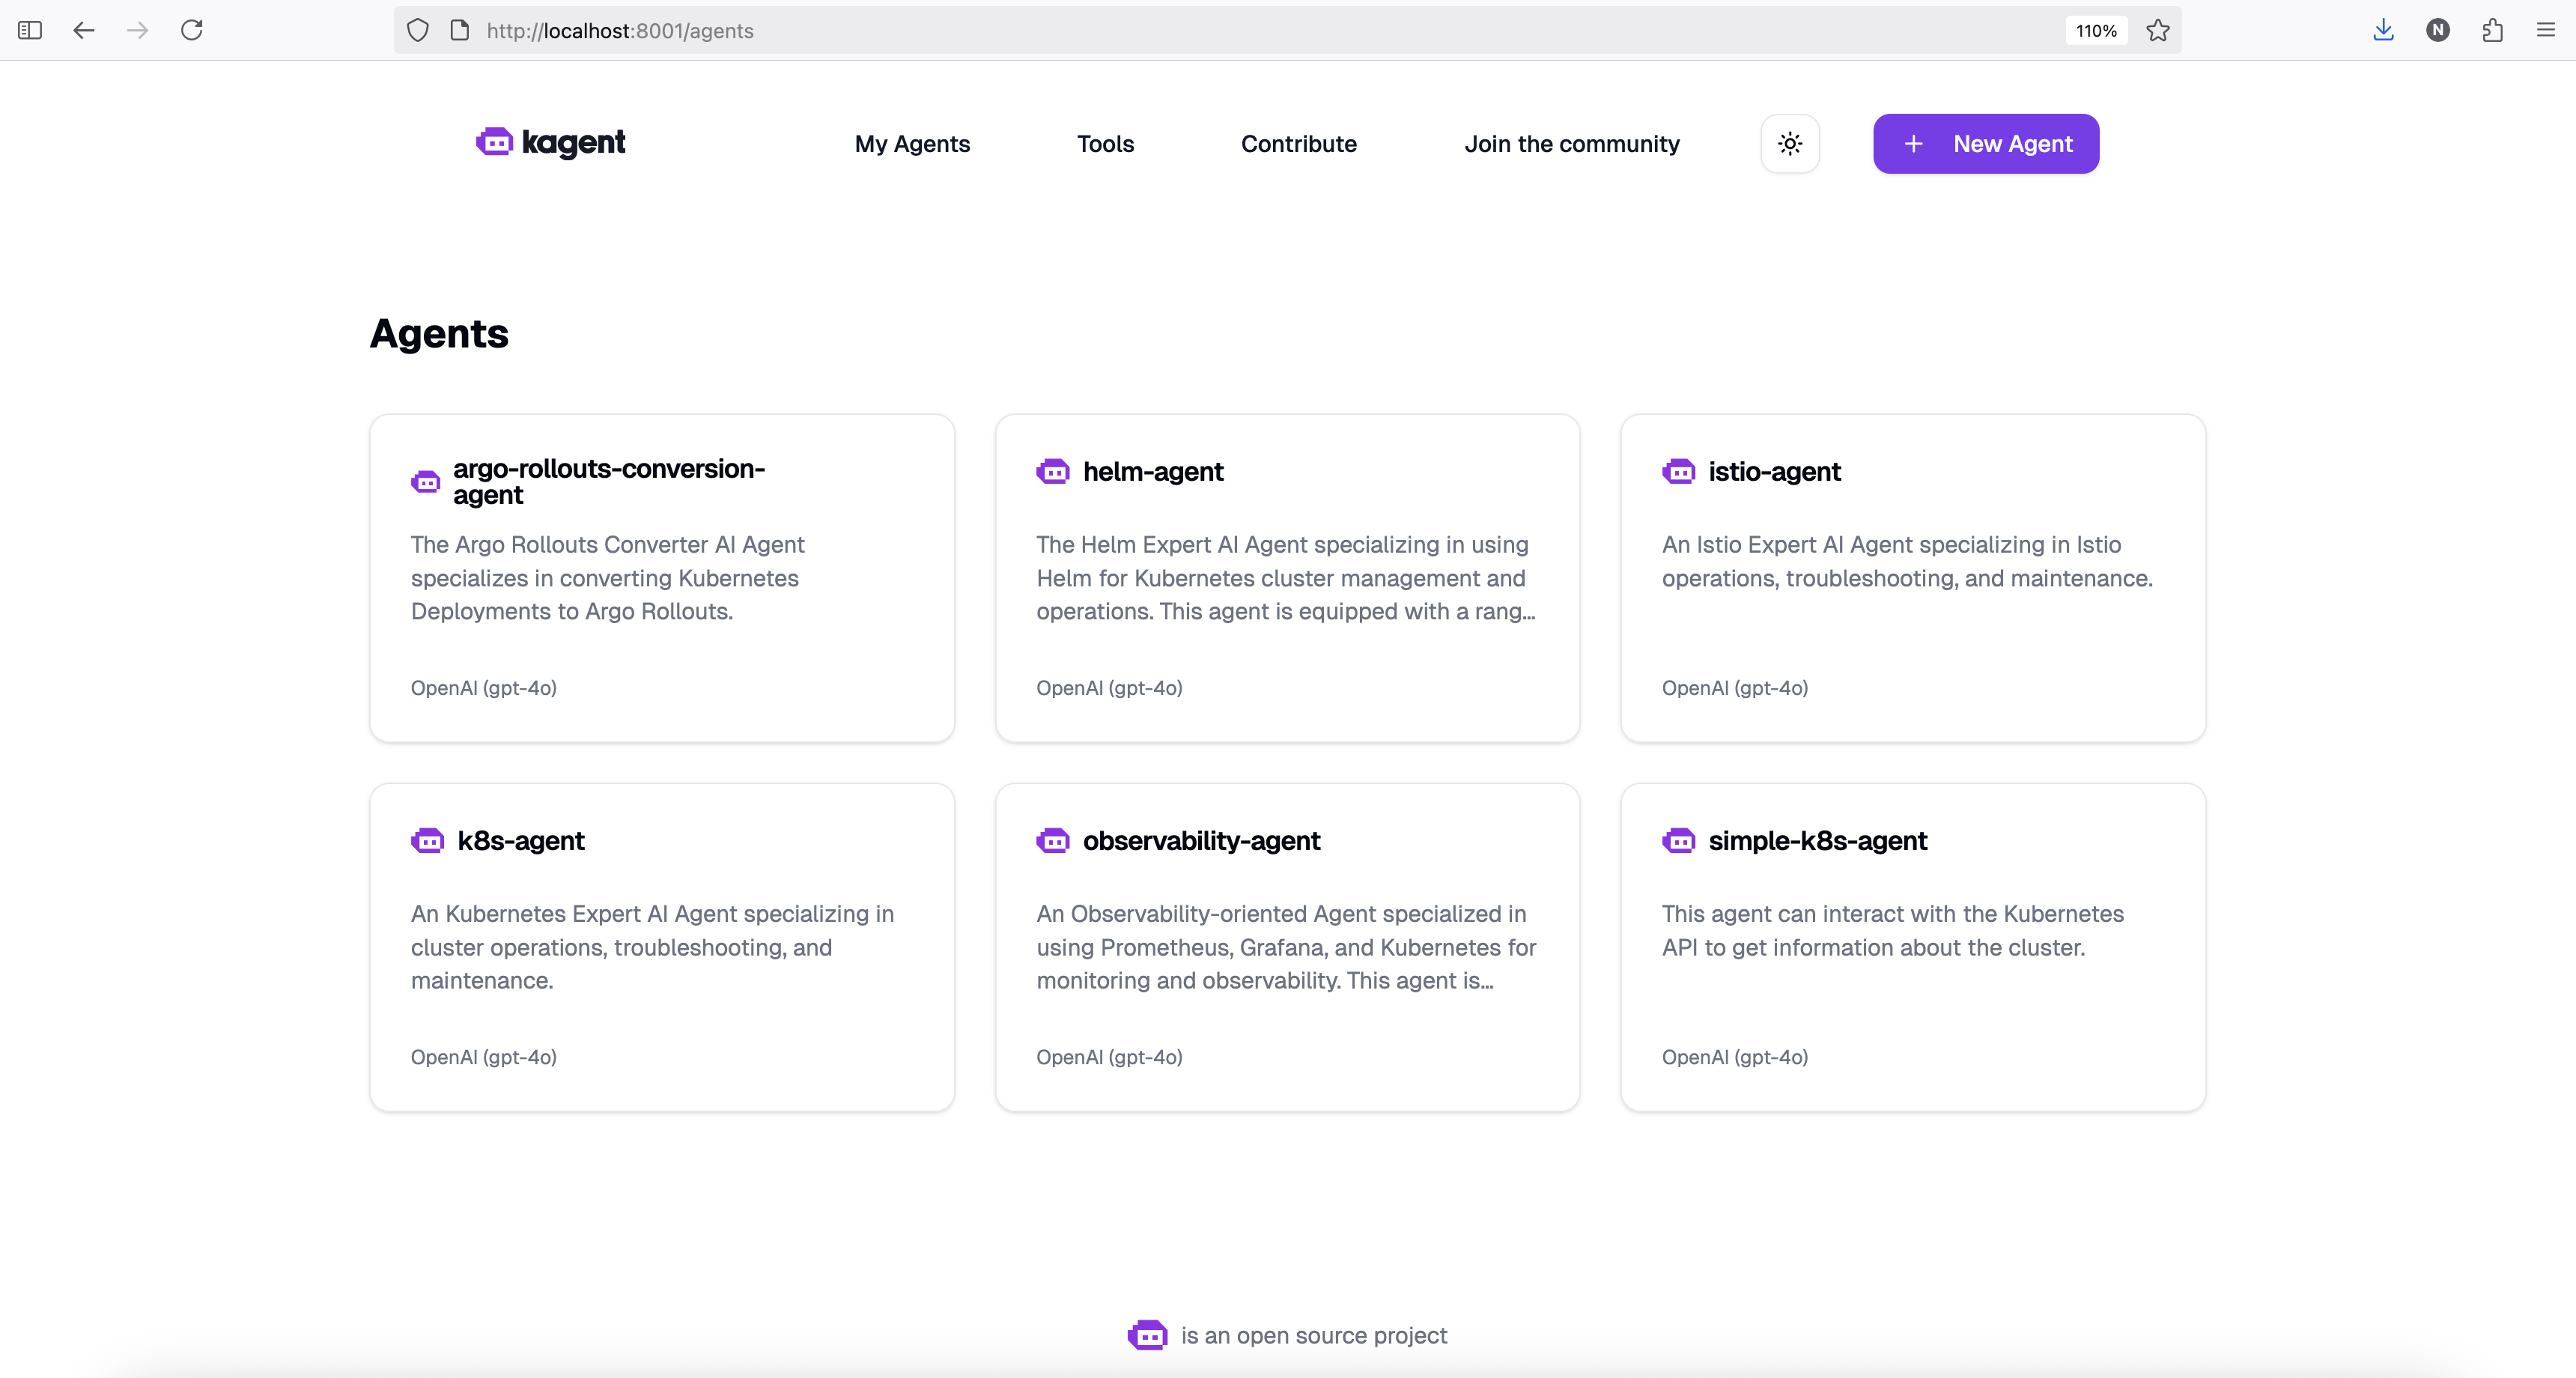 http://localhost:8001/agents
110%
N
kagent
My Agents
Tools
Contribute
Join the community
+ New Agent
Agents
argo-rollouts-conversion-
agent
The Argo Rollouts Converter AI Agent
specializes in converting Kubernetes
Deployments to Argo Rollouts.
OpenAI (gpt-4o)
helm-agent
The Helm Expert AI Agent specializing in using
Helm for Kubernetes cluster management and
operations. This agent is equipped with a rang...
OpenAI (gpt-4o)
istio-agent
An Istio Expert AI Agent specializing in Istio
operations, troubleshooting, and maintenance.
OpenAI (gpt-4o)
k8s-agent
An Kubernetes Expert AI Agent specializing in
cluster operations, troubleshooting, and
maintenance.
OpenAI (gpt-4o)
observability-agent
An Observability-oriented Agent specialized in
using Prometheus, Grafana, and Kubernetes for
monitoring and observability. This agent is...
OpenAI (gpt-4o)
simple-k8s-agent
This agent can interact with the Kubernetes
API to get information about the cluster.
OpenAI (gpt-4o)
is an open source project